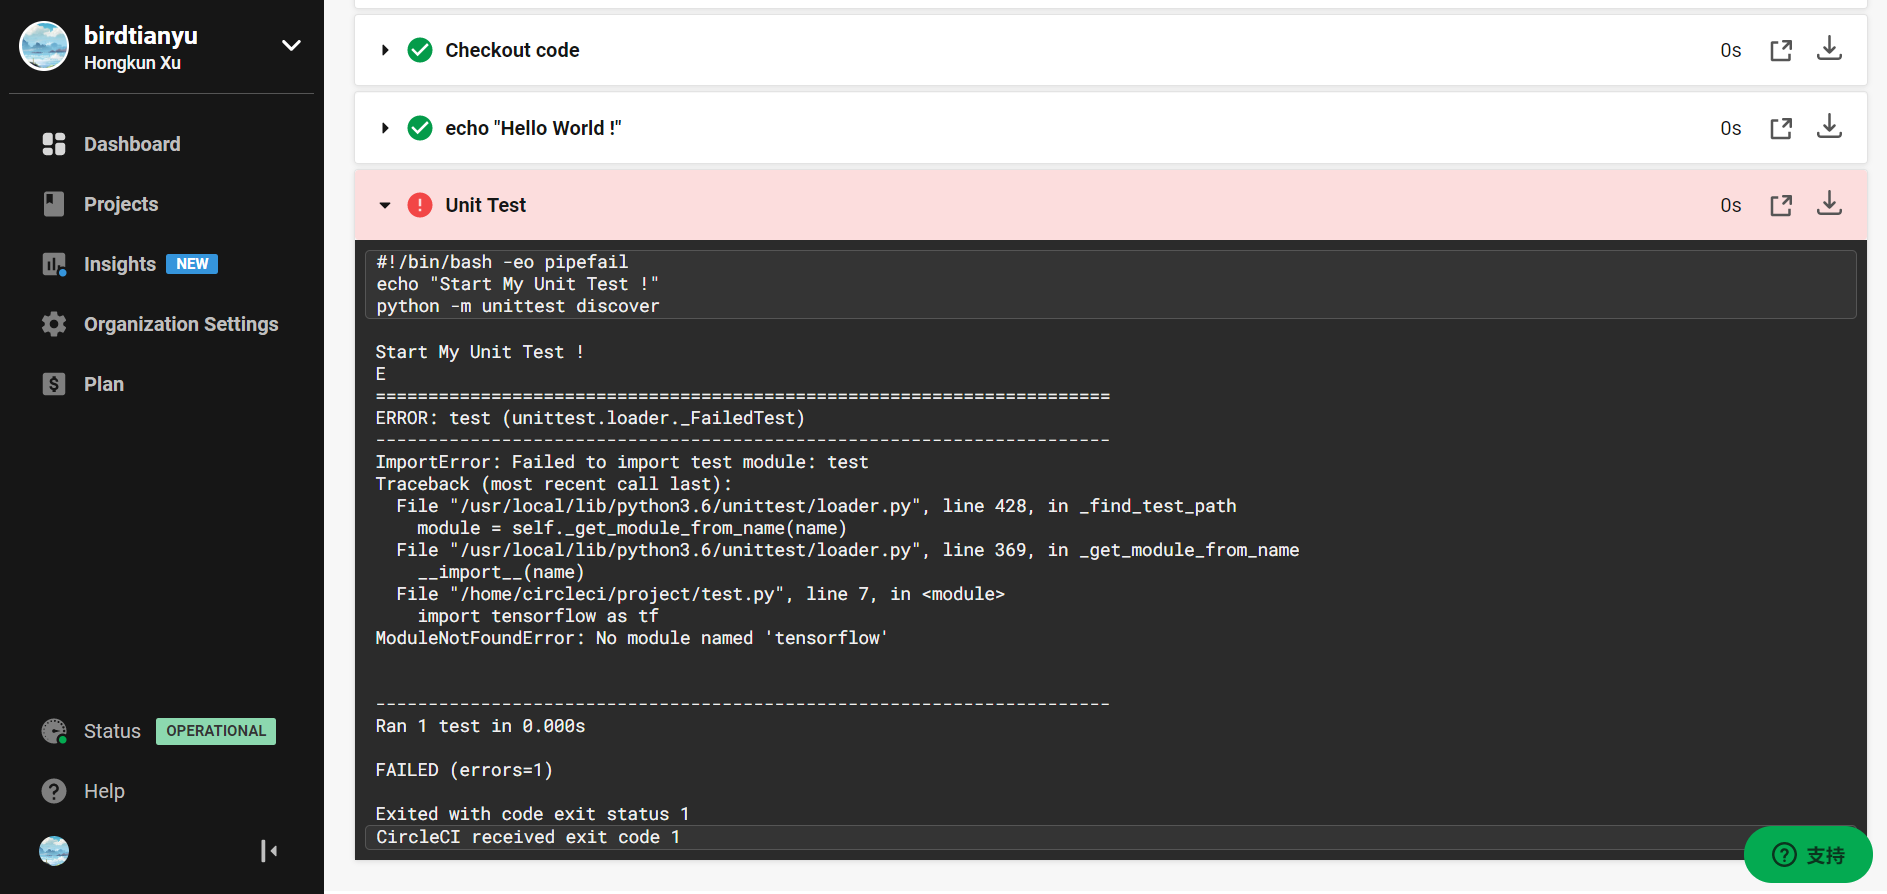 birdtianyu
Hongkun Xu
Dashboard
Projects
Insights NEW
Organization Settings
Plan
Status OPERATIONAL
Help
Checkout code 0s
echo "Hello World !" 0s
Unit Test 0s
#!/bin/bash -eo pipefail
echo "Start My Unit Test !"
python -m unittest discover
Start My Unit Test !
E
======================================================================
ERROR: test (unittest.loader._FailedTest)
----------------------------------------------------------------------
ImportError: Failed to import test module: test
Traceback (most recent call last):
  File "/usr/local/lib/python3.6/unittest/loader.py", line 428, in _find_test_path
    module = self._get_module_from_name(name)
  File "/usr/local/lib/python3.6/unittest/loader.py", line 369, in _get_module_from_name
    __import__(name)
  File "/home/circleci/project/test.py", line 7, in <module>
    import tensorflow as tf
ModuleNotFoundError: No module named 'tensorflow'
----------------------------------------------------------------------
Ran 1 test in 0.000s
FAILED (errors=1)
Exited with code exit status 1
CircleCI received exit code 1
支持